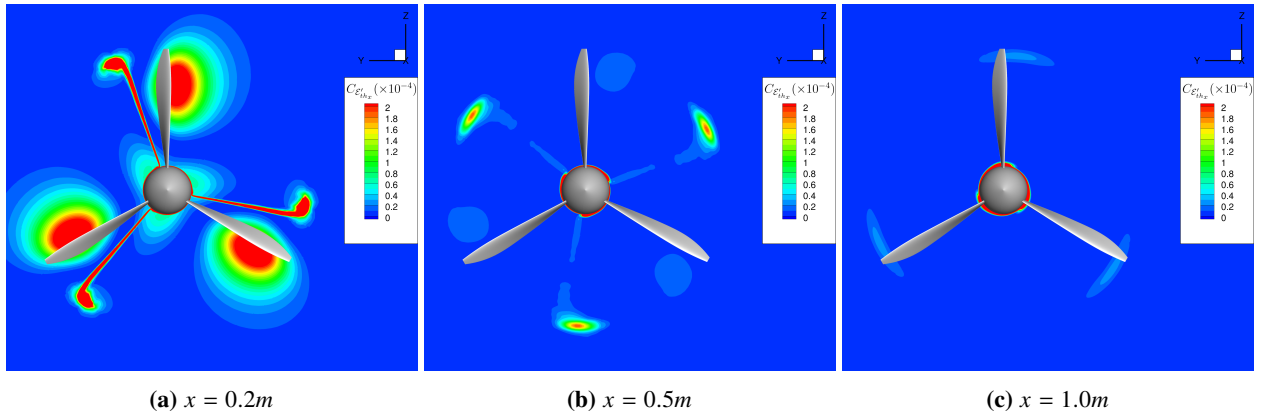 Z
Y X
C_{\mathcal{E}'_{th_x}}(×10^{-4})
2
1.8
1.6
1.4
1.2
1
0.8
0.6
0.4
0.2
0
Z
Y X
C_{\mathcal{E}'_{th_x}}(×10^{-4})
2
1.8
1.6
1.4
1.2
1
0.8
0.6
0.4
0.2
0
Z
Y X
C_{\mathcal{E}'_{th_x}}(×10^{-4})
2
1.8
1.6
1.4
1.2
1
0.8
0.6
0.4
0.2
0
(a) x = 0.2m
(b) x = 0.5m
(c) x = 1.0m